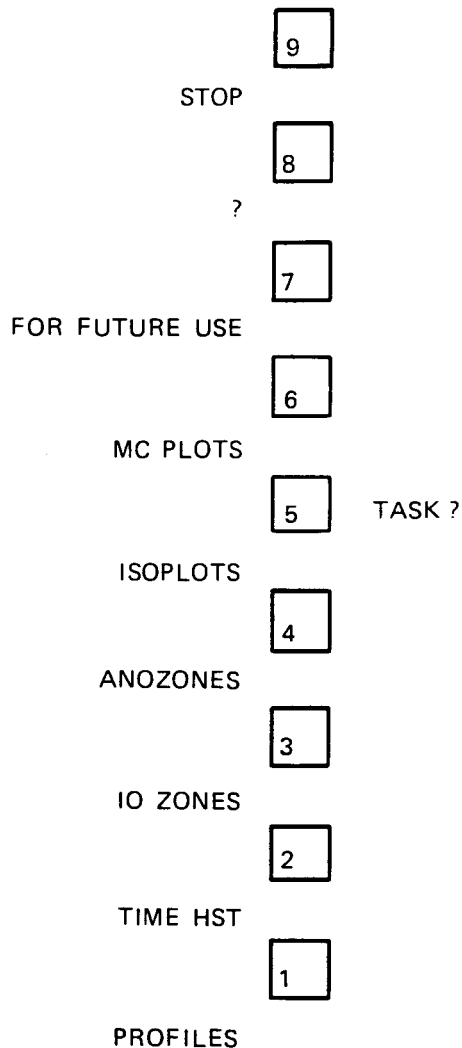 9
STOP
8
?
7
FOR FUTURE USE
6
MC PLOTS
5 TASK ?
ISOPLOTS
4
ANOZONES
3
IO ZONES
2
TIME HST
1
PROFILES